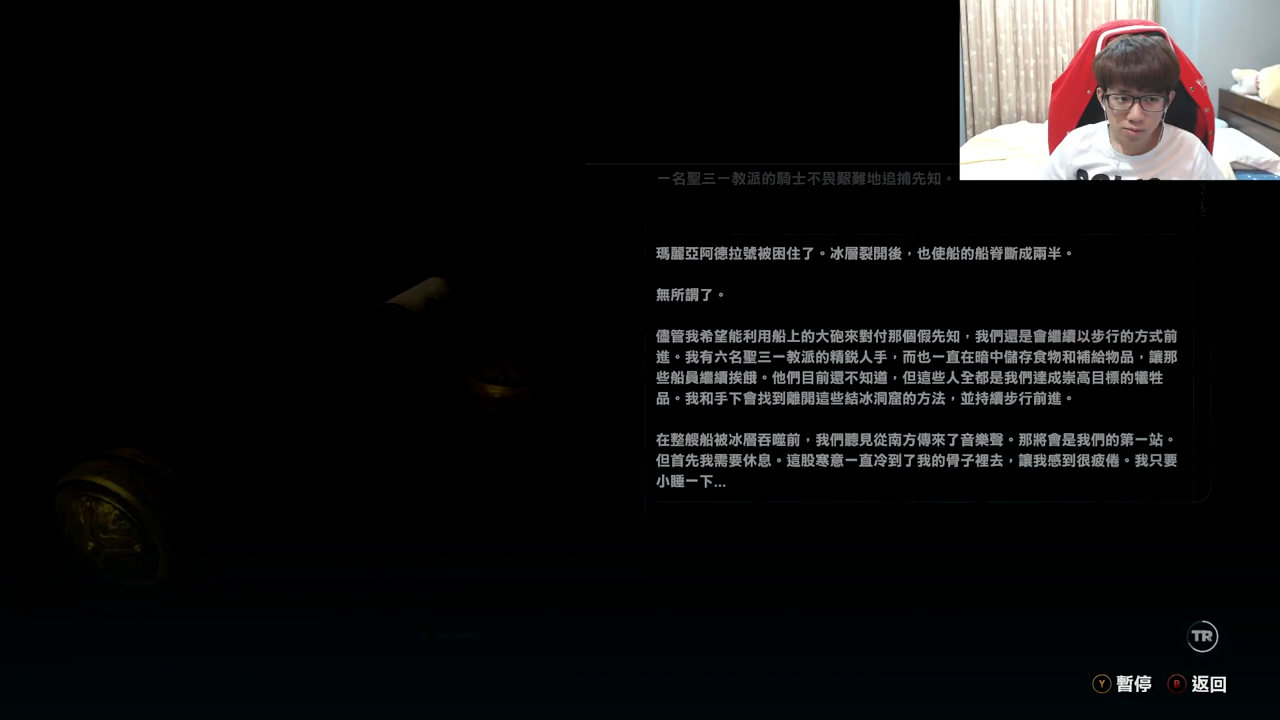 一名聖三一教派的騎士不畏艱難地追捕先知。
瑪麗亞阿德拉號被困住了。冰層裂開後，也使船的船脊斷成兩半。
無所謂了。
儘管我希望能利用船上的大砲來對付那個假先知，我們還是會繼續以步行的方式前
進。我有六名聖三一教派的精銳人手，而也一直在暗中儲存食物和補給物品，讓那
些船員繼續挨餓。他們目前還不知道，但這些人全都是我們達成崇高目標的犧牲
品。我和手下會找到離開這些結冰洞窟的方法，並持續步行前進。
在整艘船被冰層吞噬前，我們聽見從南方傳來了音樂聲。那將會是我們的第一站。
但首先我需要休息。這股寒意一直冷到了我的骨子裡去，讓我感到很疲倦。我只要
小睡一下...
TR
Y 暫停 B 返回